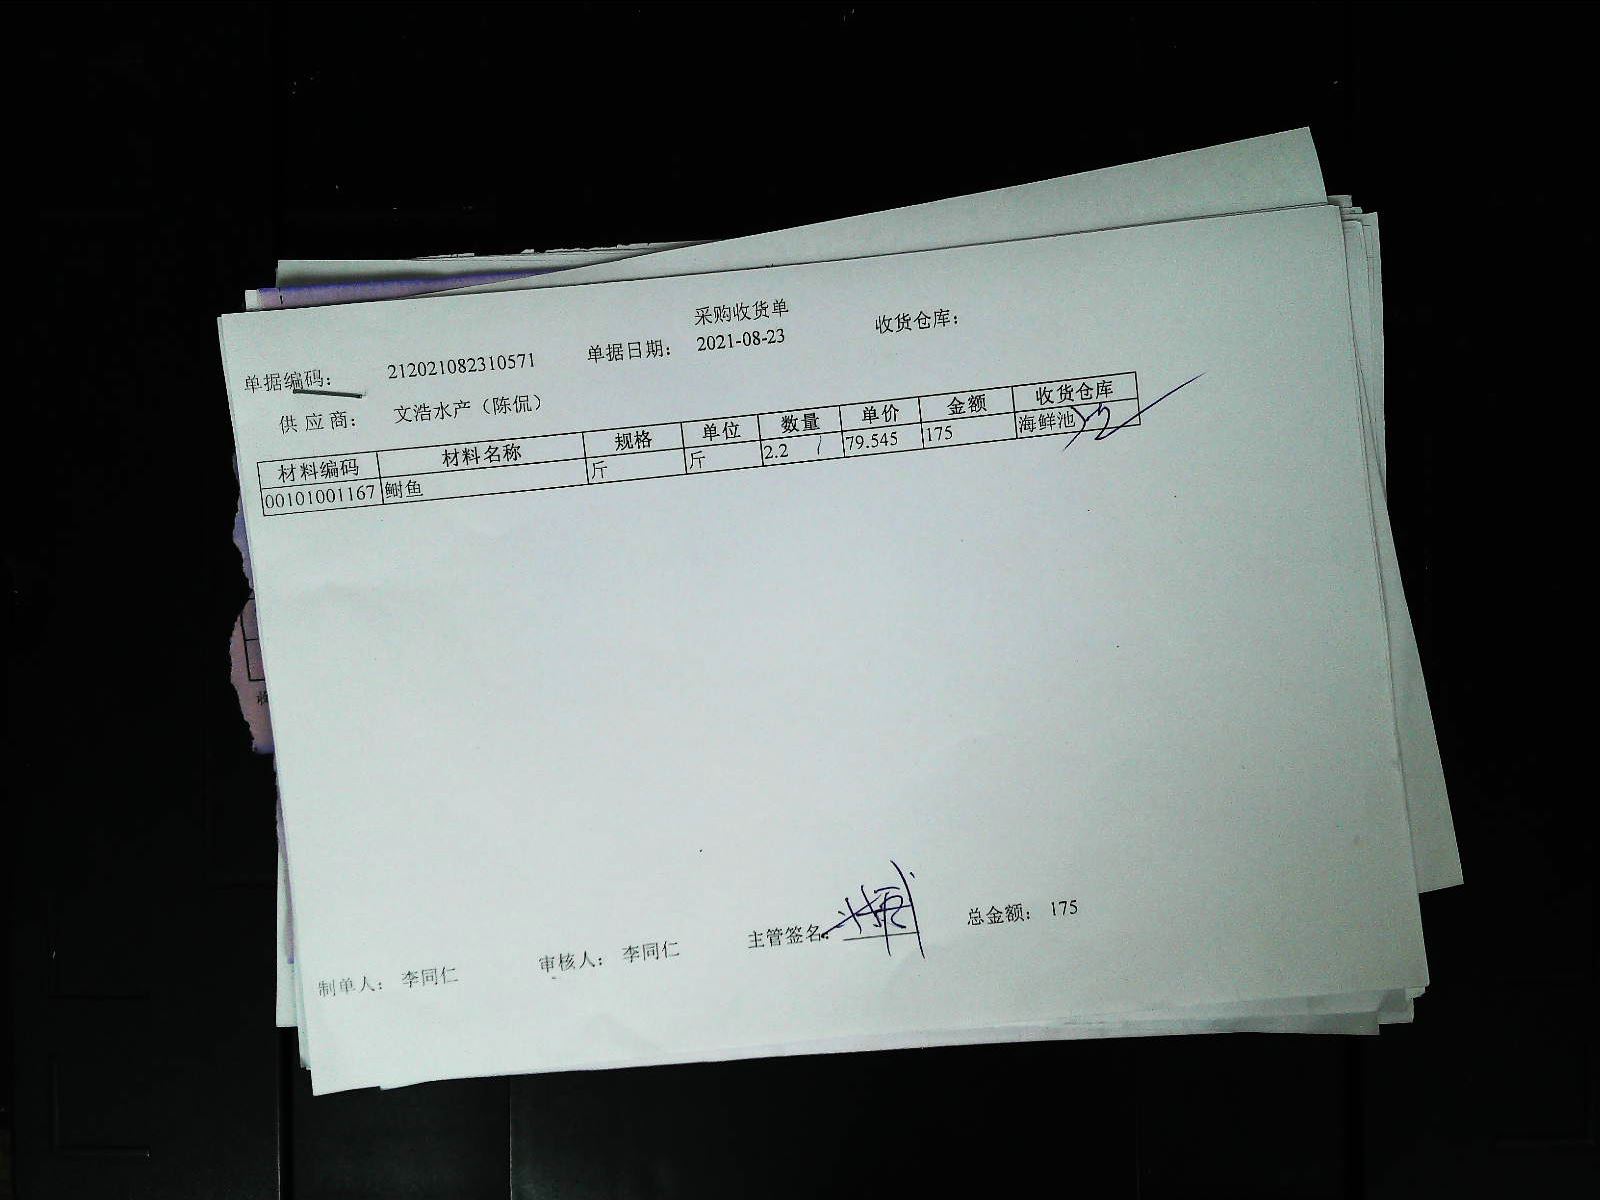 采购收货单
单据编码: 212021082310571 单据日期: 2021-08-23 收货仓库:
供应商: 文浩水产（陈侃）
材料编码 材料名称 规格 单位 数量 单价 金额 收货仓库
00101001167 鲥鱼 斤 斤 2.2 79.545 175 海鲜池
制单人: 李同仁 审核人: 李同仁 主管签名: 总金额: 175